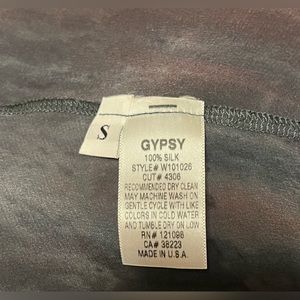 S
GYPSY
100% SILK
STYLE# W101026
CUT# 4306
RECOMMENDED DRY CLEAN
MAY MACHINE WASH ON
GENTLE CYCLE WITH LIKE
COLORS IN COLD WATER
AND TUMBLE DRY ON LOW
RN# 121098
CA# 38223
MADE IN U.S.A.